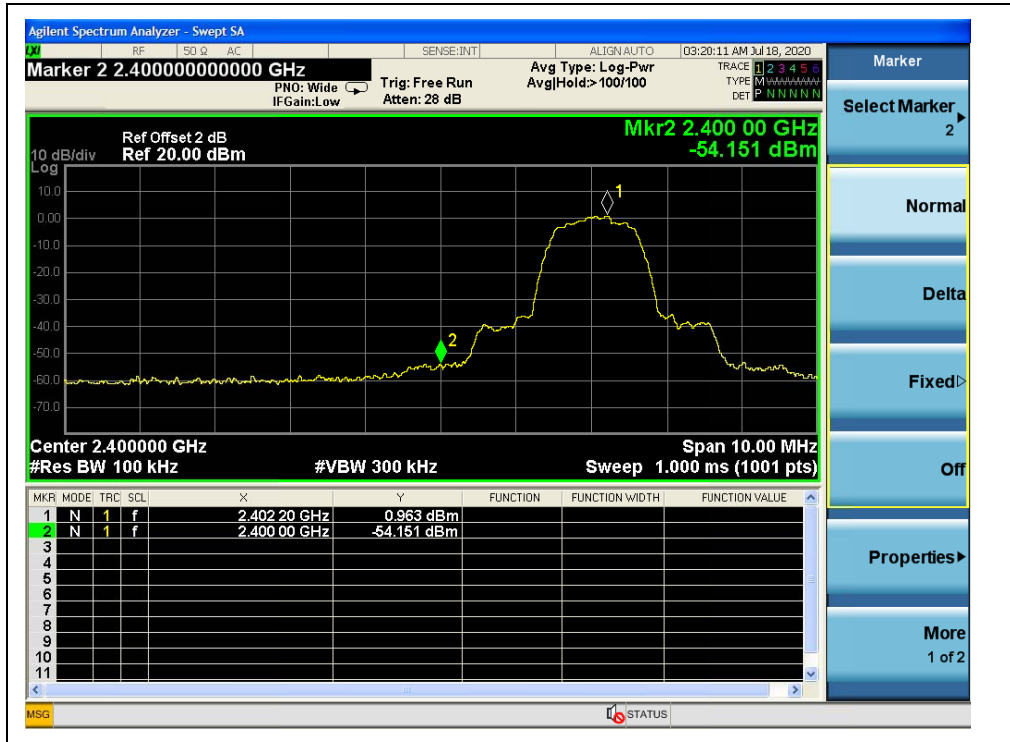 Agilent Spectrum Analyzer - Swept SA
LXI RF 50 Ω AC SENSE:INT ALIGN AUTO 03:20:11 AM Jul 18, 2020
Marker 2 2.400000000000 GHz
PNO: Wide
IFGain:Low
Trig: Free Run
Atten: 28 dB
Avg Type: Log-Pwr
Avg|Hold:>100/100
TRACE 1 2 3 4 5 6
TYPE M WWWWW
DET P N N N N N
Mkr2 2.400 00 GHz
-54.151 dBm
Ref Offset 2 dB
10 dB/div Ref 20.00 dBm
Log
10.0
0.00
-10.0
-20.0
-30.0
-40.0
-50.0
-60.0
-70.0
1
2
Center 2.400000 GHz Span 10.00 MHz
#Res BW 100 kHz #VBW 300 kHz Sweep 1.000 ms (1001 pts)
MKR MODE TRC SCL X Y FUNCTION FUNCTION WIDTH FUNCTION VALUE
1 N 1 f 2.402 20 GHz 0.963 dBm
2 N 1 f 2.400 00 GHz -54.151 dBm
3
4
5
6
7
8
9
10
11
MSG STATUS
Marker
Select Marker
2
Normal
Delta
Fixed
Off
Properties
More
1 of 2